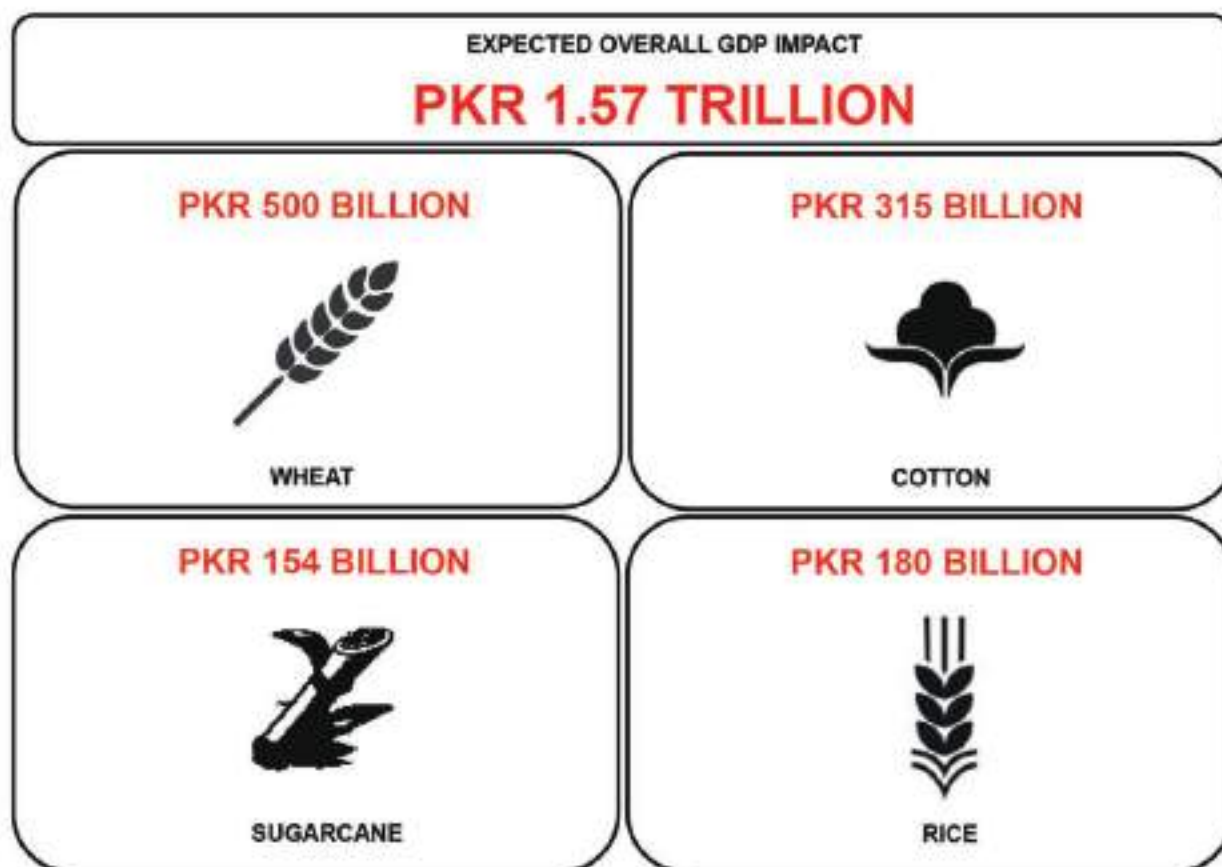 EXPECTED OVERALL GDP IMPACT
PKR 1.57 TRILLION
PKR 500 BILLION
WHEAT
PKR 315 BILLION
COTTON
PKR 154 BILLION
SUGARCANE
PKR 180 BILLION
RICE